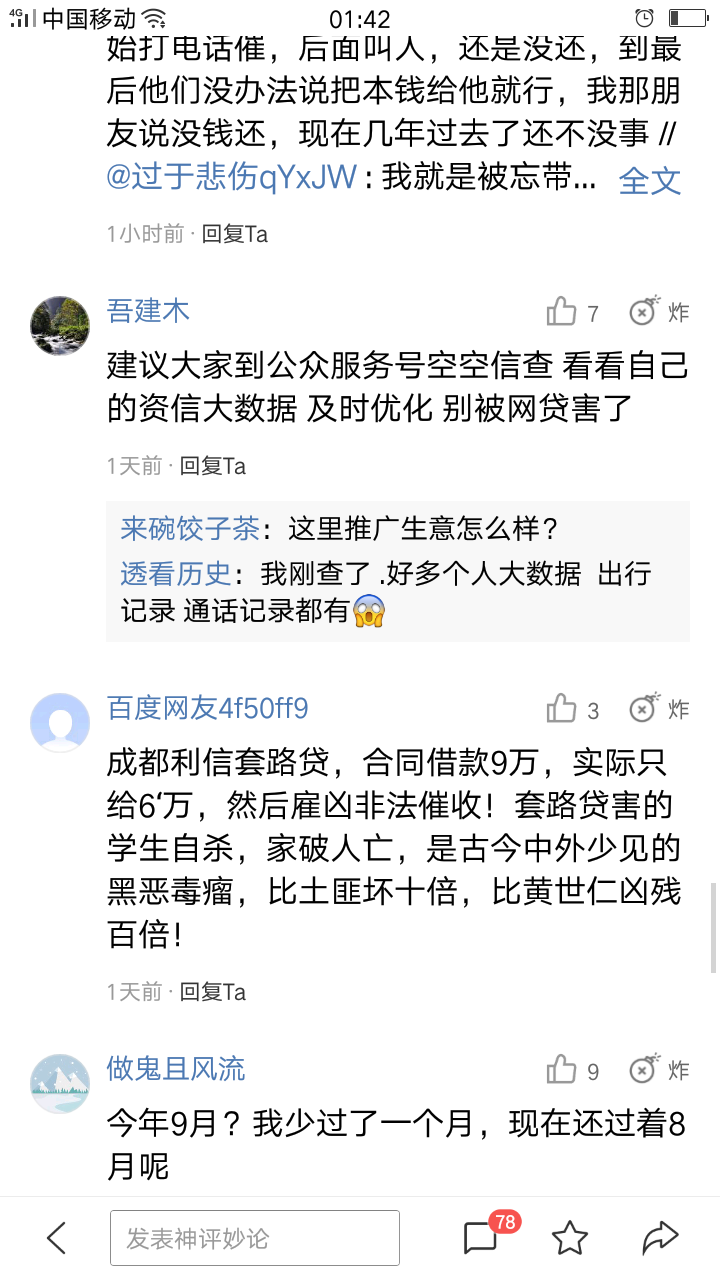 4G 中国移动 01:42
始打电话催，后面叫人，还是没还，到最
后他们没办法说把本钱给他就行，我那朋
友说没钱还，现在几年过去了还不没事 //
@过于悲伤qYxJW : 我就是被忘带... 全文
1小时前 · 回复Ta
吾建木 7 炸
建议大家到公众服务号空空信查 看看自己
的资信大数据 及时优化 别被网贷害了
1天前 · 回复Ta
来碗饺子茶：这里推广生意怎么样？
透看历史：我刚查了 .好多个人大数据 出行
记录 通话记录都有😱
百度网友4f50ff9 3 炸
成都利信套路贷，合同借款9万，实际只
给6‘万，然后雇凶非法催收！套路贷害的
学生自杀，家破人亡，是古今中外少见的
黑恶毒瘤，比土匪坏十倍，比黄世仁凶残
百倍！
1天前 · 回复Ta
做鬼且风流 9 炸
今年9月？我少过了一个月，现在还过着8
月呢
发表神评妙论 78